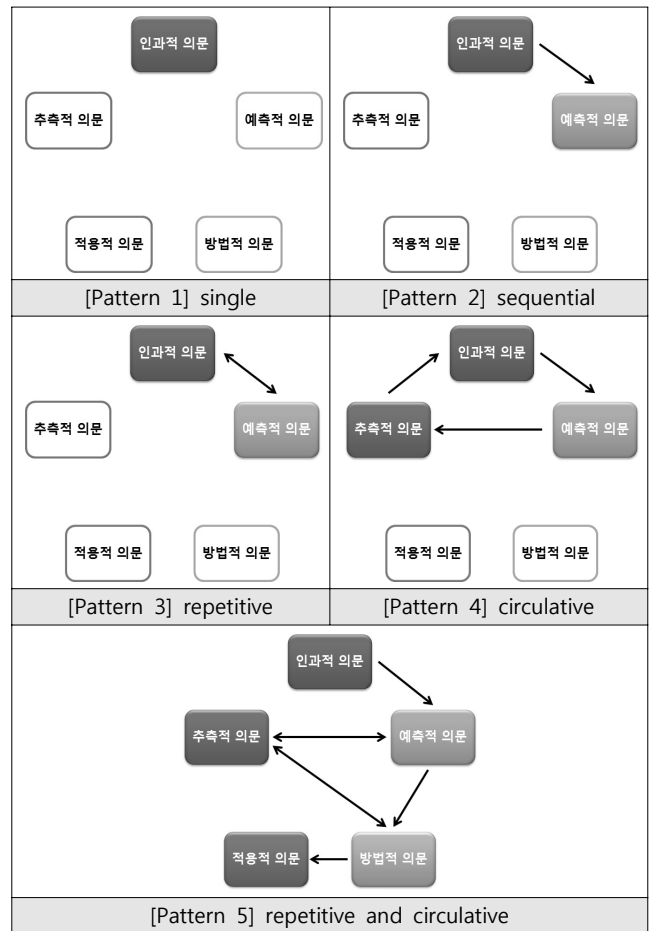 인과적 의문
추측적 의문
예측적 의문
적용적 의문
방법적 의문
[Pattern 1] single
인과적 의문
추측적 의문
예측적 의문
적용적 의문
방법적 의문
[Pattern 2] sequential
인과적 의문
추측적 의문
예측적 의문
적용적 의문
방법적 의문
[Pattern 3] repetitive
인과적 의문
추측적 의문
예측적 의문
적용적 의문
방법적 의문
[Pattern 4] circulative
인과적 의문
추측적 의문
예측적 의문
적용적 의문
방법적 의문
[Pattern 5] repetitive and circulative